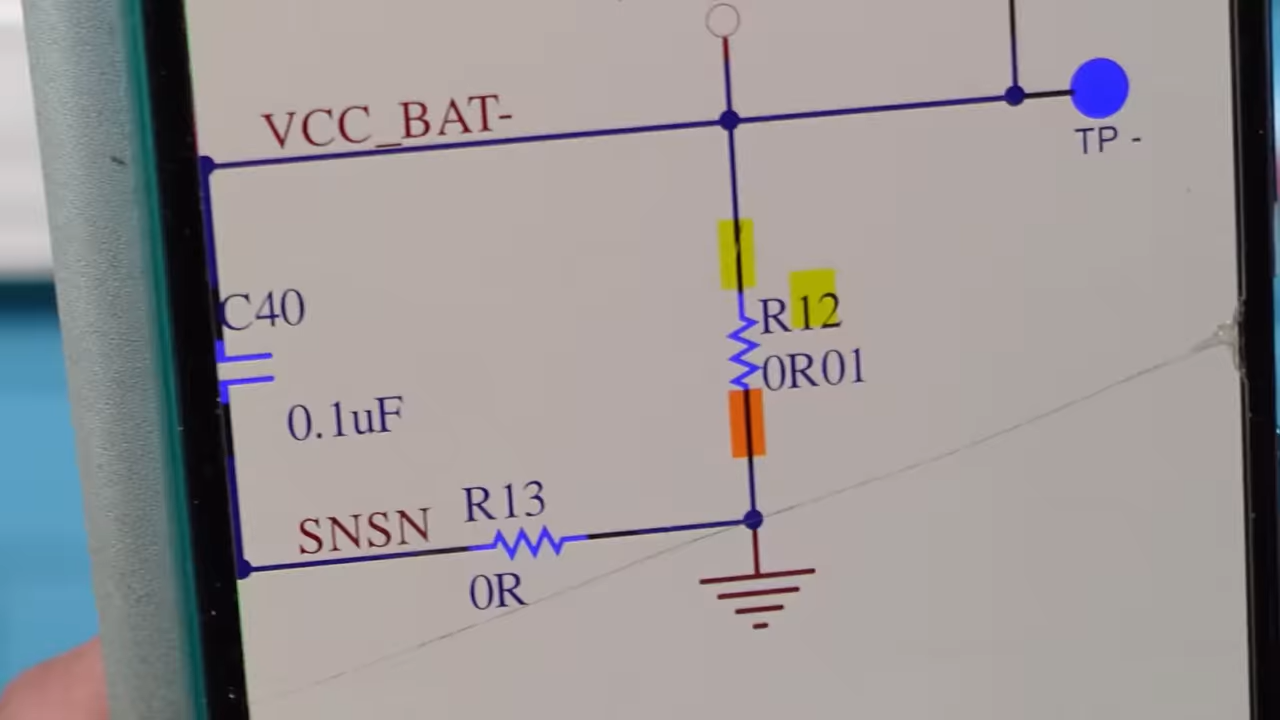 VCC_BAT-
TP -
C40
R12
0R01
0.1uF
R13
SNSN
0R